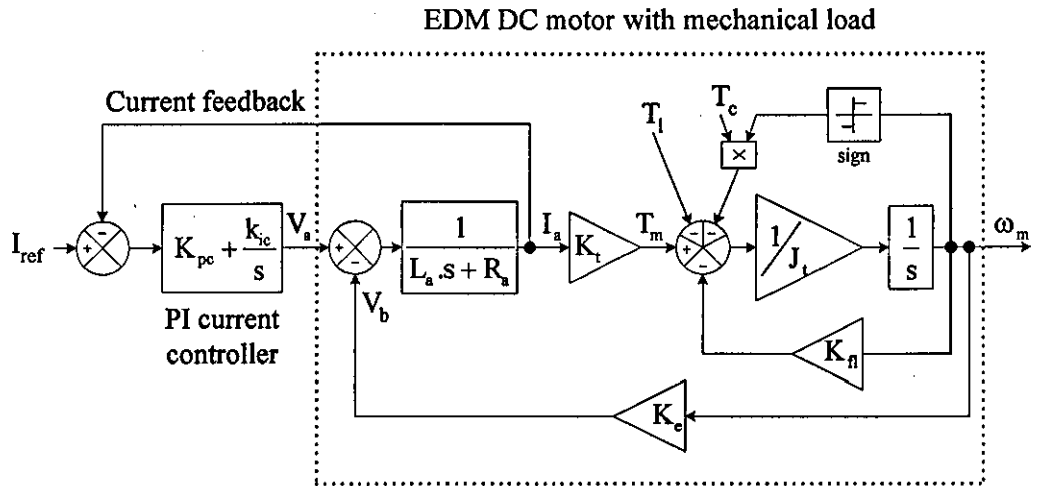 EDM DC motor with mechanical load
Current feedback
T_l
T_c
×
sign
I_ref
+
−
K_pc + k_ic/s
PI current
controller
V_a
+
−
V_b
1/(L_a .s + R_a)
I_a
K_t
T_m
+
−
−
−
1/J_t
1/s
ω_m
K_fl
K_e